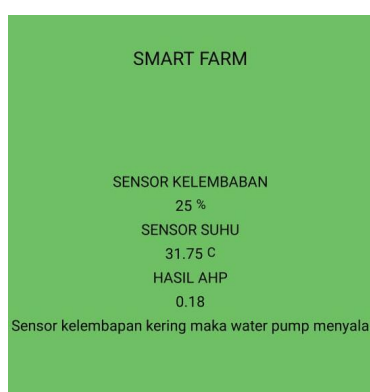 SMART FARM
SENSOR KELEMBABAN
25 %
SENSOR SUHU
31.75 C
HASIL AHP
0.18
Sensor kelembapan kering maka water pump menyala